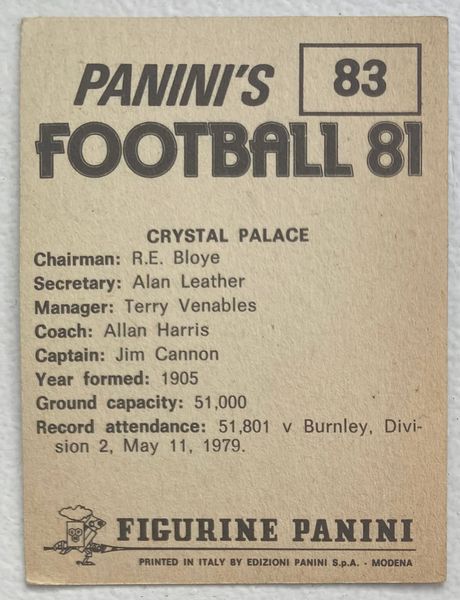 PANINI'S
83
FOOTBALL 81
CRYSTAL PALACE
Chairman: R.E. Bloye
Secretary: Alan Leather
Manager: Terry Venables
Coach: Allan Harris
Captain: Jim Cannon
Year formed: 1905
Ground capacity: 51,000
Record attendance: 51,801 v Burnley, Divi-
sion 2, May 11, 1979.
FIGURINE PANINI
PRINTED IN ITALY BY EDIZIONI PANINI S.p.A. - MODENA